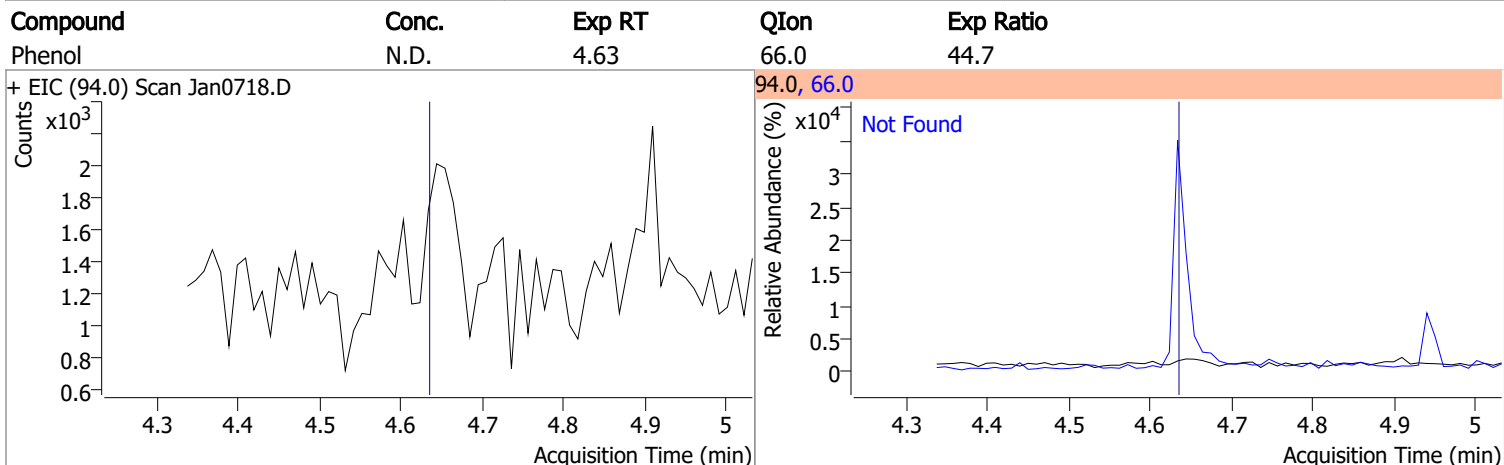 Compound Conc. Exp RT QIon Exp Ratio
Phenol N.D. 4.63 66.0 44.7
+ EIC (94.0) Scan Jan0718.D
Counts
x10³
2
1.8
1.6
1.4
1.2
1
0.8
0.6
4.3 4.4 4.5 4.6 4.7 4.8 4.9 5
Acquisition Time (min)
94.0, 66.0
Relative Abundance (%)
x10⁴
Not Found
3
2.5
2
1.5
1
0.5
0
4.3 4.4 4.5 4.6 4.7 4.8 4.9 5
Acquisition Time (min)